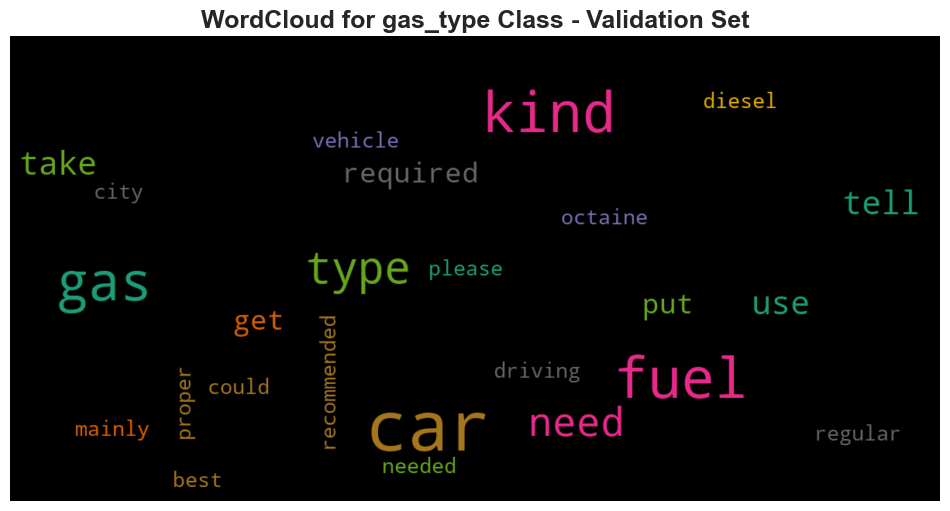 WordCloud for gas_type Class - Validation Set
kind
diesel
vehicle
take
required
city
tell
octaine
type
please
gas
put
use
get
recommended
driving
fuel
proper
could
car
need
mainly
regular
needed
best